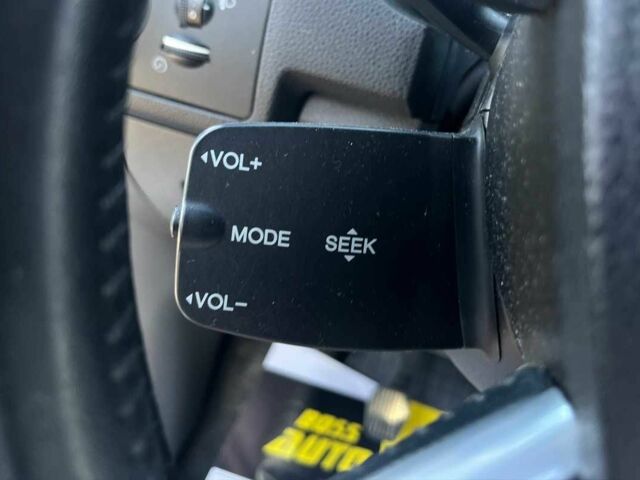 ◂VOL+
MODE SEEK
◂VOL–
BOSS
AUTO